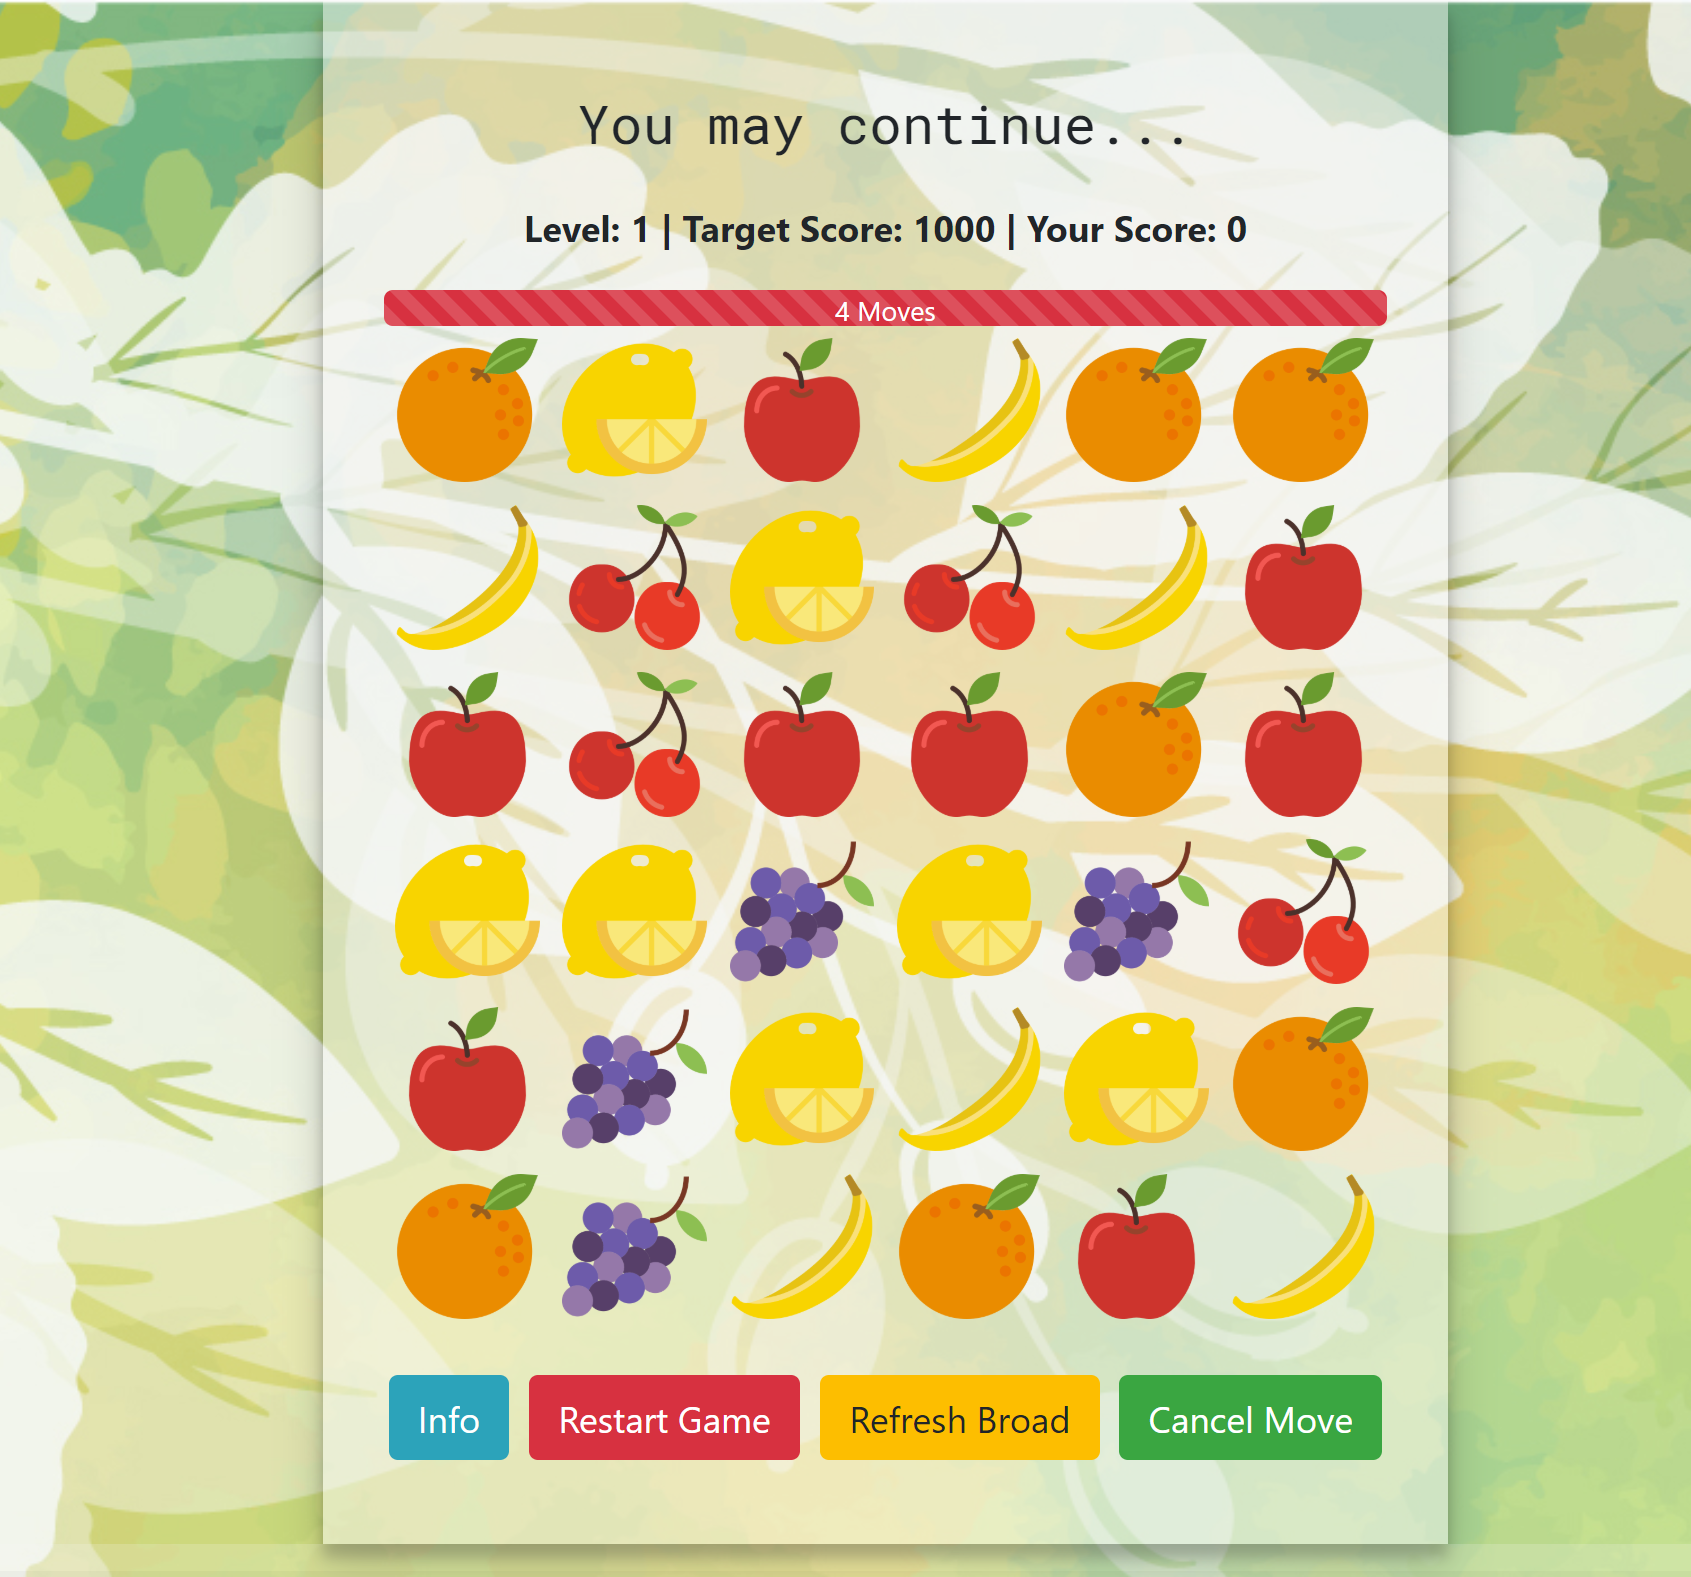 You may continue...
Level: 1 | Target Score: 1000 | Your Score: 0
4 Moves
Info
Restart Game
Refresh Broad
Cancel Move